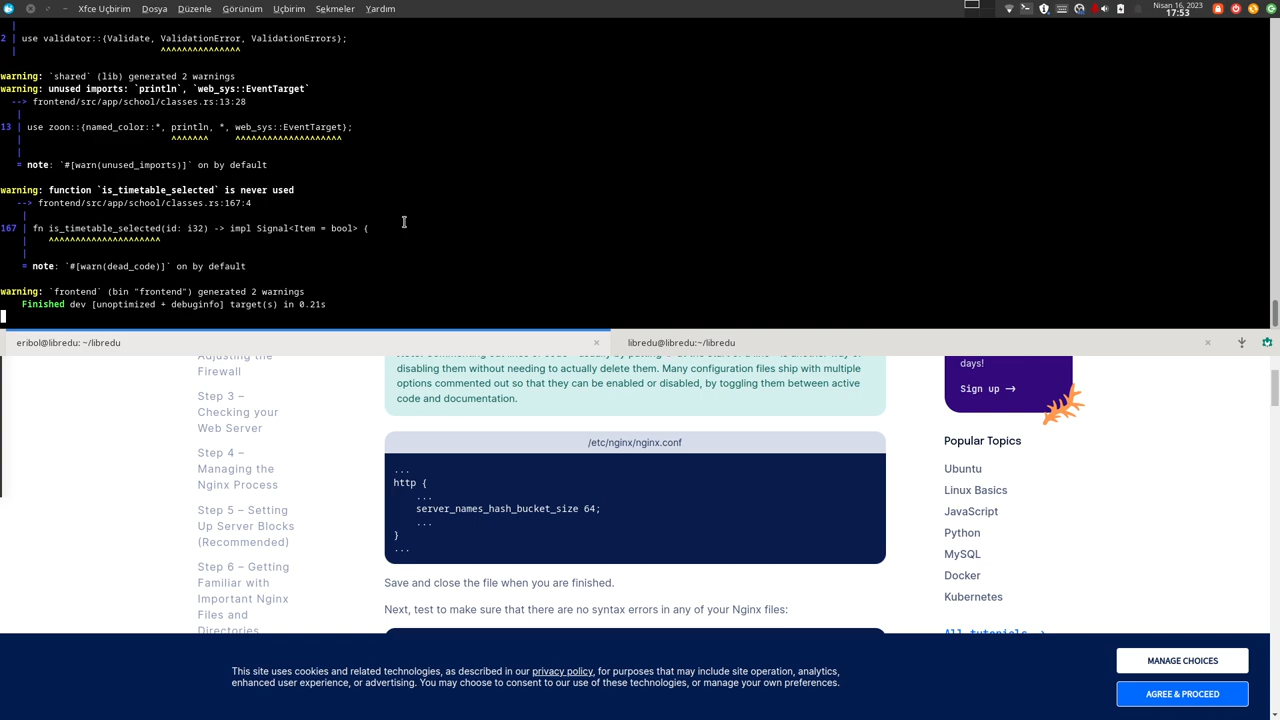 Xfce Uçbirim Dosya Düzenle Görünüm Uçbirim Sekmeler Yardım
Nisan 16, 2023
17:53
|
2 | use validator::{Validate, ValidationError, ValidationErrors};
| ^^^^^^^^^^^^^^^
warning: `shared` (lib) generated 2 warnings
warning: unused imports: `println`, `web_sys::EventTarget`
--> frontend/src/app/school/classes.rs:13:28
|
13 | use zoon::{named_color::*, println, *, web_sys::EventTarget};
| ^^^^^^^ ^^^^^^^^^^^^^^^^^^^^
|
= note: `#[warn(unused_imports)]` on by default
warning: function `is_timetable_selected` is never used
--> frontend/src/app/school/classes.rs:167:4
|
167 | fn is_timetable_selected(id: i32) -> impl Signal<Item = bool> {
| ^^^^^^^^^^^^^^^^^^^^^
|
= note: `#[warn(dead_code)]` on by default
warning: `frontend` (bin "frontend") generated 2 warnings
Finished dev [unoptimized + debuginfo] target(s) in 0.21s
eribol@libredu: ~/libredu
libredu@libredu:~/libredu
Adjusting the
Firewall
Step 3 –
Checking your
Web Server
Step 4 –
Managing the
Nginx Process
Step 5 – Setting
Up Server Blocks
(Recommended)
Step 6 – Getting
Familiar with
Important Nginx
Files and
Directories
disabling them without needing to actually delete them. Many configuration files ship with multiple
options commented out so that they can be enabled or disabled, by toggling them between active
code and documentation.
/etc/nginx/nginx.conf
...
http {
...
server_names_hash_bucket_size 64;
...
}
...
Save and close the file when you are finished.
Next, test to make sure that there are no syntax errors in any of your Nginx files:
days!
Sign up ->
Popular Topics
Ubuntu
Linux Basics
JavaScript
Python
MySQL
Docker
Kubernetes
All tutorials ->
This site uses cookies and related technologies, as described in our privacy policy, for purposes that may include site operation, analytics,
enhanced user experience, or advertising. You may choose to consent to our use of these technologies, or manage your own preferences.
MANAGE CHOICES
AGREE & PROCEED